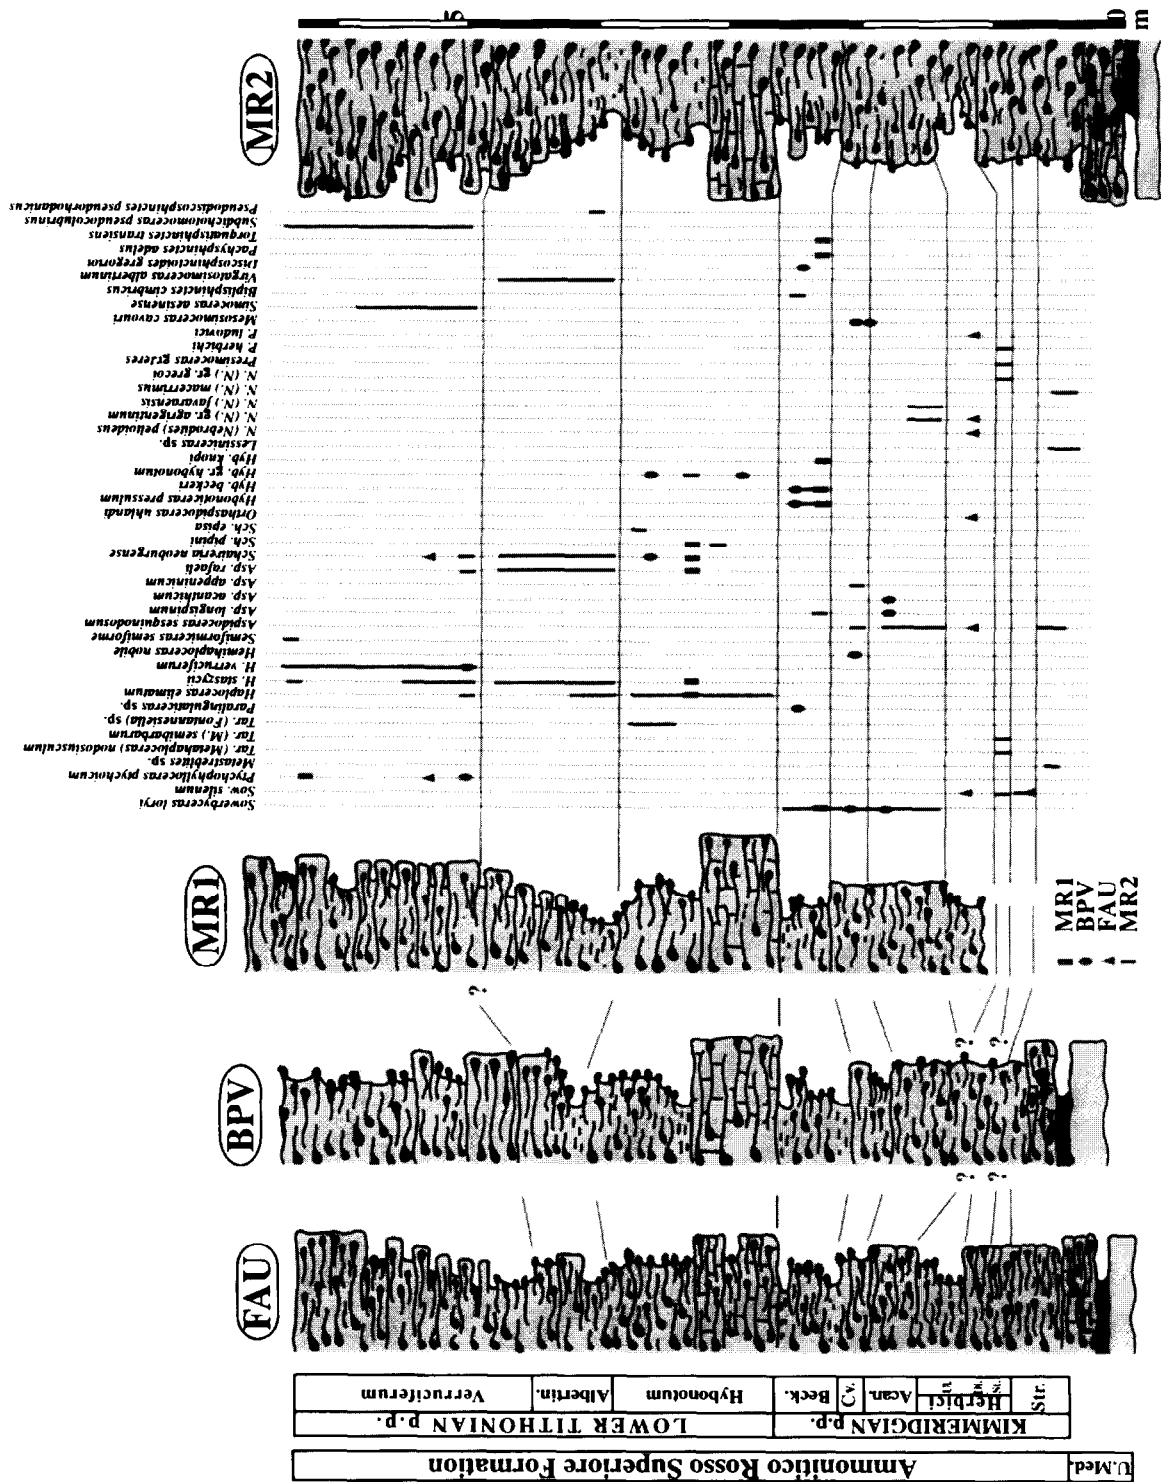 MR2
5
0
m
Pseudodiscosphinctes pseudorhodanicus
Subdichotomoceras pseudocolubrinus
Torquatisphinctes transiens
Pachysphinctes adelus
Discosphinctoides gregorioi
Virgatosimoceras albertinum
Biplisphinctes cimbricus
Simoceras aesinense
Mesosimoceras cavouri
P. ludovici
P. herbichi
Presimoceras gr.teres
N. (N.) gr. grecoi
N. (N.) macerrimus
N. (N.) favaraensis
N. (N.) gr. agrigentinum
N. (Nebrodites) peltoideus
Lessiniceras sp.
Hyb. knopi
Hyb. gr. hybonotum
Hyb. beckeri
Hybonoticeras pressulum
Orthaspidoceras uhlandi
Sch. episa
Sch. pipini
Schaireria neoburgense
Asp. rafaeli
Asp. appeninicum
Asp. acanthicum
Asp. longispinum
Aspidoceras sesquinodosum
Semiformiceras semiforme
Hemihaploceras nobile
H. verruciferum
H. staszycii
Haploceras elimatum
Paralingulaticeras sp.
Tar. (Fontannesiella) sp.
Tar. (M.) semibarbarum
Tar. (Metahaploceras) nodosiusculum
Metastreblites sp.
Ptychophylloceras ptychoicum
Sow. silenum
Sowerbyceras loryi
MR1
MR1
BPV
FAU
MR2
?
BPV
?
?
?
?
FAU
Verruciferum
Albertin.
Hybonotum
Beck.
Cv.
Acan.
Herbici
Str.
LOWER TITHONIAN p.p.
KIMMERIDGIAN p.p.
Ammonitico Rosso Superiore Formation
U.Med.